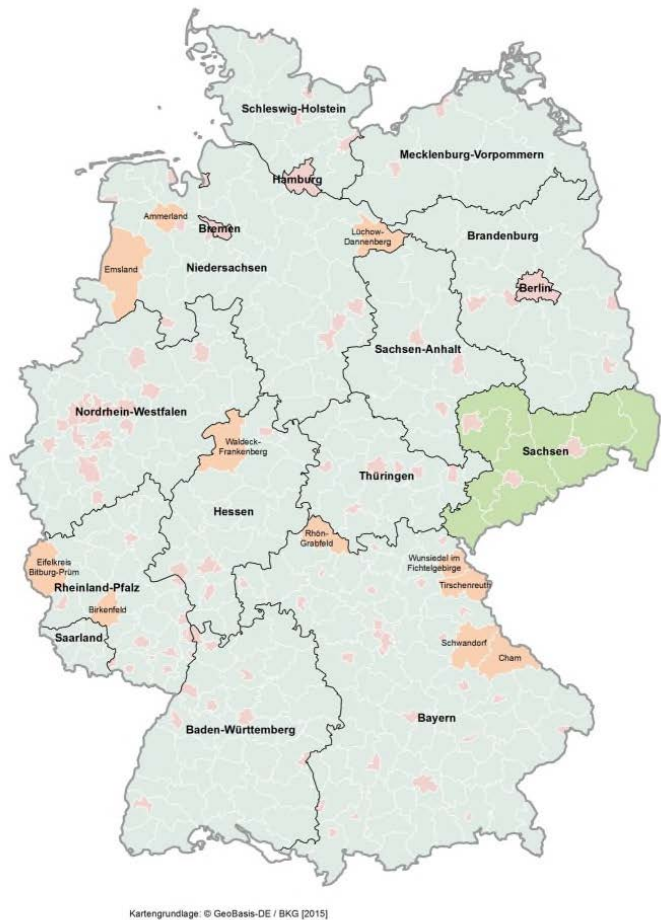 Schleswig-Holstein
Mecklenburg-Vorpommern
Hamburg
Ammerland
Bremen
Lüchow-
Dannenberg
Brandenburg
Emsland
Niedersachsen
Berlin
Sachsen-Anhalt
Nordrhein-Westfalen
Waldeck-
Frankenberg
Sachsen
Thüringen
Hessen
Rhön-
Grabfeld
Eifelkreis
Bitburg-Prüm
Wunsiedel im
Fichtelgebirge
Rheinland-Pfalz
Tirschenreuth
Birkenfeld
Saarland
Schwandorf
Cham
Bayern
Baden-Württemberg
Kartengrundlage: © GeoBasis-DE / BKG [2015]